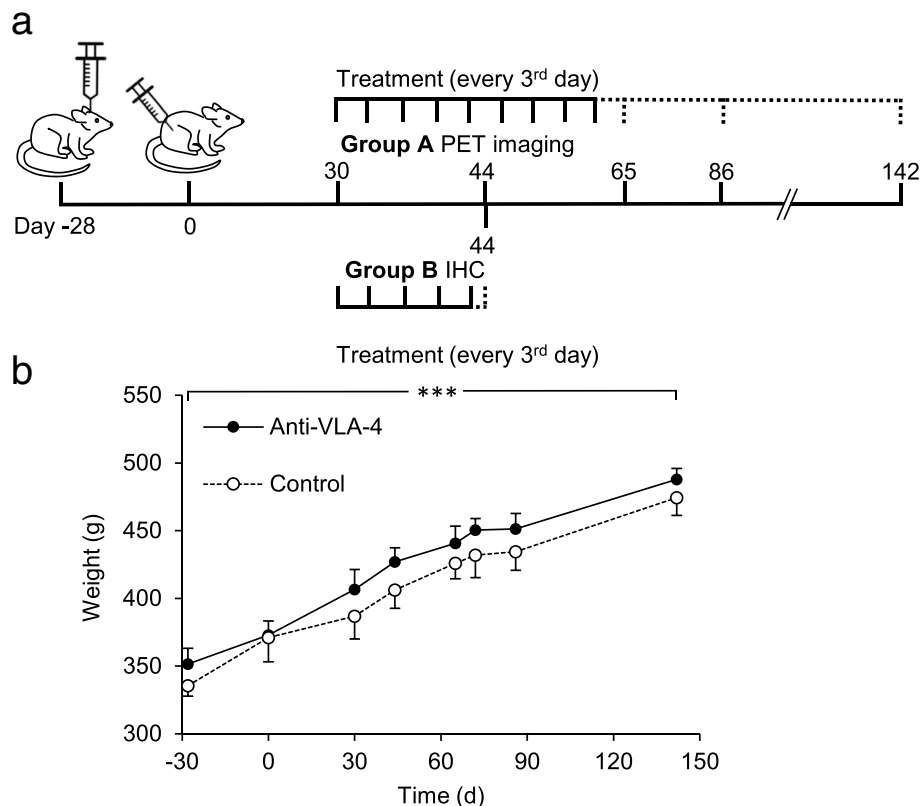 a
Treatment (every 3rd day)
Group A PET imaging
30 44 65 86 142
Day -28 0
44
Group B IHC
Treatment (every 3rd day)
b
***
550
500
450
400
350
300
Anti-VLA-4
Control
Weight (g)
-30 0 30 60 90 120 150
Time (d)